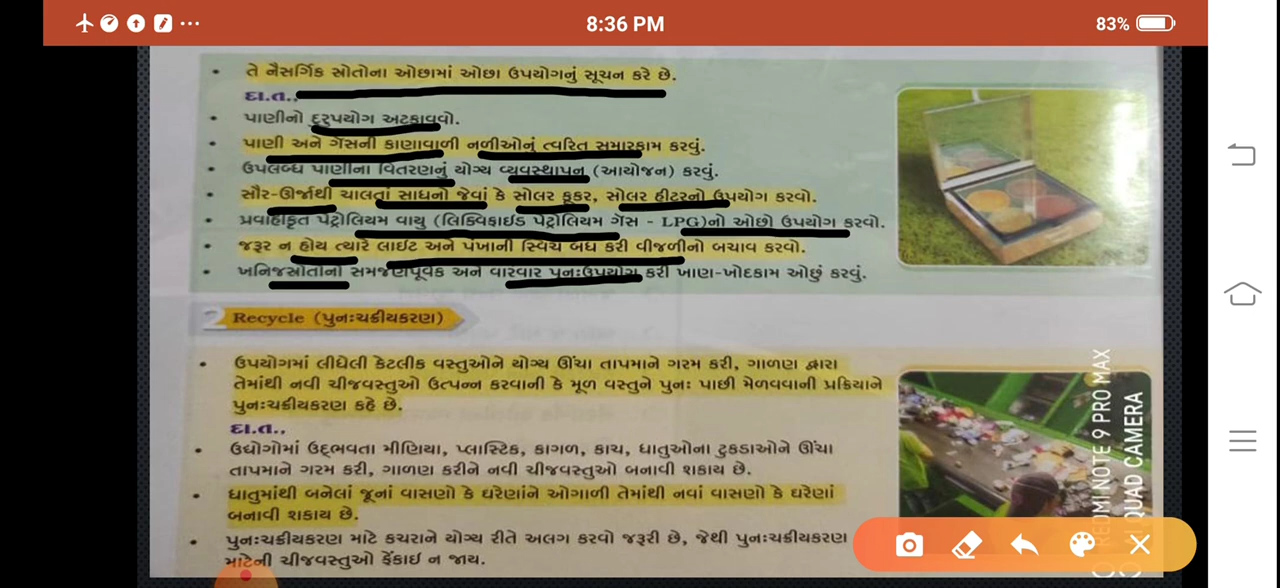 8:36 PM
83%
તે નૈસર્ગિક સ્રોતોના ઓછામાં ઓછા ઉપયોગનું સૂચન કરે છે.
દા.ત.,
પાણીનો દુરુપયોગ અટકાવવો.
પાણી અને ગૅસની કાણાવાળી નળીઓનું ત્વરિત સમારકામ કરવું.
ઉપલબ્ધ પાણીના વિતરણનું યોગ્ય વ્યવસ્થાપન (આયોજન) કરવું.
સૌર-ઊર્જાથી ચાલતાં સાધનો જેવાં કે સોલર કૂકર, સોલર હીટરનો ઉપયોગ કરવો.
પ્રવાહીકૃત પેટ્રોલિયમ વાયુ (લિક્વિફાઇડ પેટ્રોલિયમ ગૅસ - LPG)નો ઓછો ઉપયોગ કરવો.
જરૂર ન હોય ત્યારે લાઈટ અને પંખાની સ્વિચ બંધ કરી વીજળીનો બચાવ કરવો.
ખનિજસ્રોતોનો સમજણપૂર્વક અને વારંવાર પુનઃઉપયોગ કરી ખાણ-ખોદકામ ઓછું કરવું.
2 Recycle (પુનઃચક્રીયકરણ)
ઉપયોગમાં લીધેલી કેટલીક વસ્તુઓને યોગ્ય ઊંચા તાપમાને ગરમ કરી, ગાળણ દ્વારા
તેમાંથી નવી ચીજવસ્તુઓ ઉત્પન્ન કરવાની કે મૂળ વસ્તુને પુનઃ પાછી મેળવવાની પ્રક્રિયાને
પુનઃચક્રીયકરણ કહે છે.
દા.ત.,
ઉદ્યોગોમાં ઉદ્ભવતા મીણિયા, પ્લાસ્ટિક, કાગળ, કાચ, ધાતુઓના ટુકડાઓને ઊંચા
તાપમાને ગરમ કરી, ગાળણ કરીને નવી ચીજવસ્તુઓ બનાવી શકાય છે.
ધાતુમાંથી બનેલાં જૂનાં વાસણો કે ઘરેણાંને ઓગાળી તેમાંથી નવાં વાસણો કે ઘરેણાં
બનાવી શકાય છે.
પુનઃચક્રીયકરણ માટે કચરાને યોગ્ય રીતે અલગ કરવો જરૂરી છે, જેથી પુનઃચક્રીયકરણ
માટેની ચીજવસ્તુઓ ફેંકાઈ ન જાય.
REDMI NOTE 9 PRO MAX
QUAD CAMERA